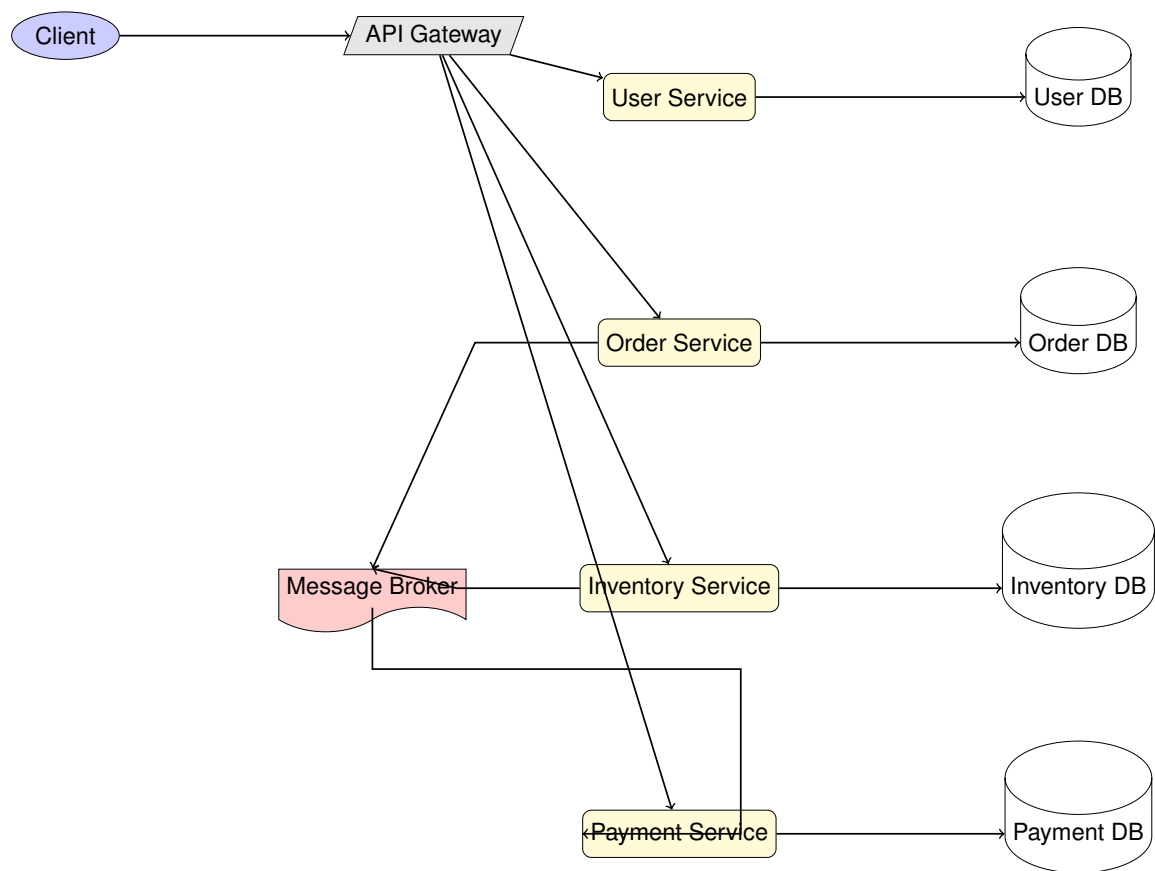 Client
API Gateway
User Service
User DB
Order Service
Order DB
Message Broker
Inventory Service
Inventory DB
Payment Service
Payment DB